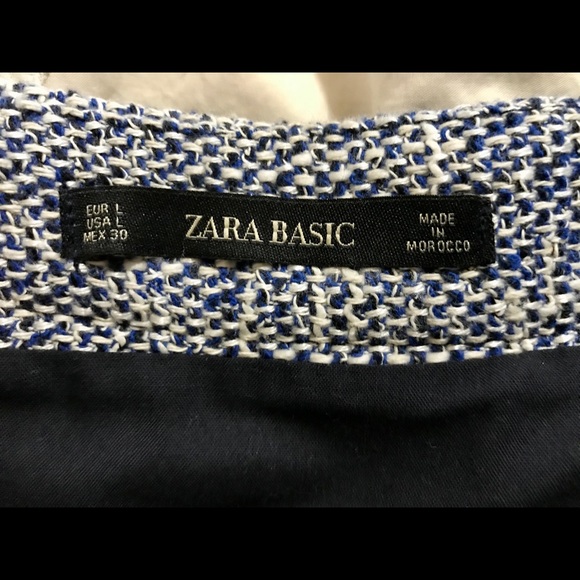 EUR L
USA L
MEX 30
ZARA BASIC
MADE
IN
MOROCCO